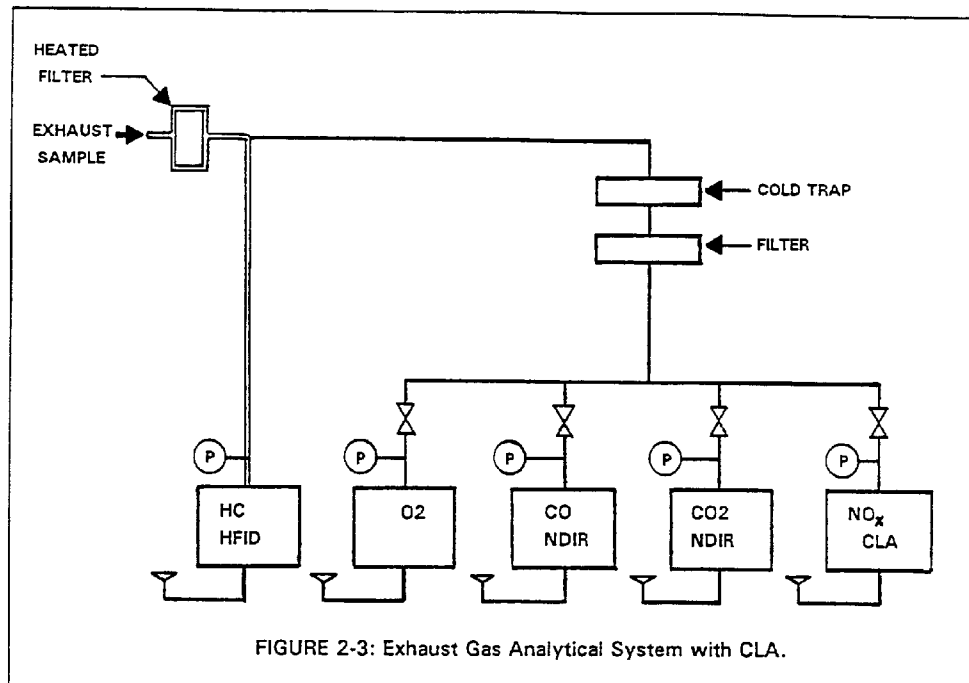 HEATED
FILTER
EXHAUST
SAMPLE
COLD TRAP
FILTER
P
P
P
P
P
HC
HFID
O2
CO
NDIR
CO2
NDIR
NOx
CLA
FIGURE 2-3: Exhaust Gas Analytical System with CLA.